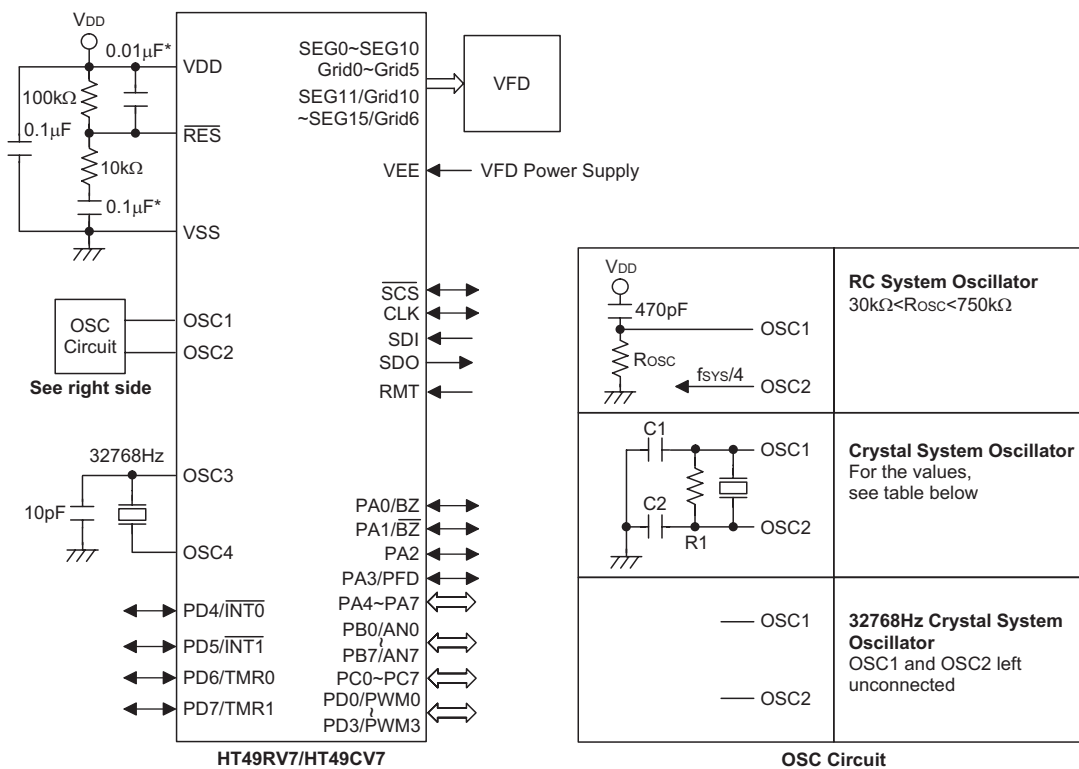 VDD
0.01µF*
100kΩ
0.1µF
10kΩ
0.1µF*
VDD
RES
VSS
OSC
Circuit
See right side
OSC1
OSC2
32768Hz
10pF
OSC3
OSC4
PD4/INT0
PD5/INT1
PD6/TMR0
PD7/TMR1
SEG0~SEG10
Grid0~Grid5
SEG11/Grid10
~SEG15/Grid6
VFD
VEE
VFD Power Supply
SCS
CLK
SDI
SDO
RMT
PA0/BZ
PA1/BZ
PA2
PA3/PFD
PA4~PA7
PB0/AN0
~
PB7/AN7
PC0~PC7
PD0/PWM0
~
PD3/PWM3
HT49RV7/HT49CV7
VDD
470pF
ROSC
OSC1
fSYS/4
OSC2
RC System Oscillator
30kΩ<ROSC<750kΩ
C1
C2
R1
OSC1
OSC2
Crystal System Oscillator
For the values,
see table below
OSC1
OSC2
32768Hz Crystal System
Oscillator
OSC1 and OSC2 left
unconnected
OSC Circuit